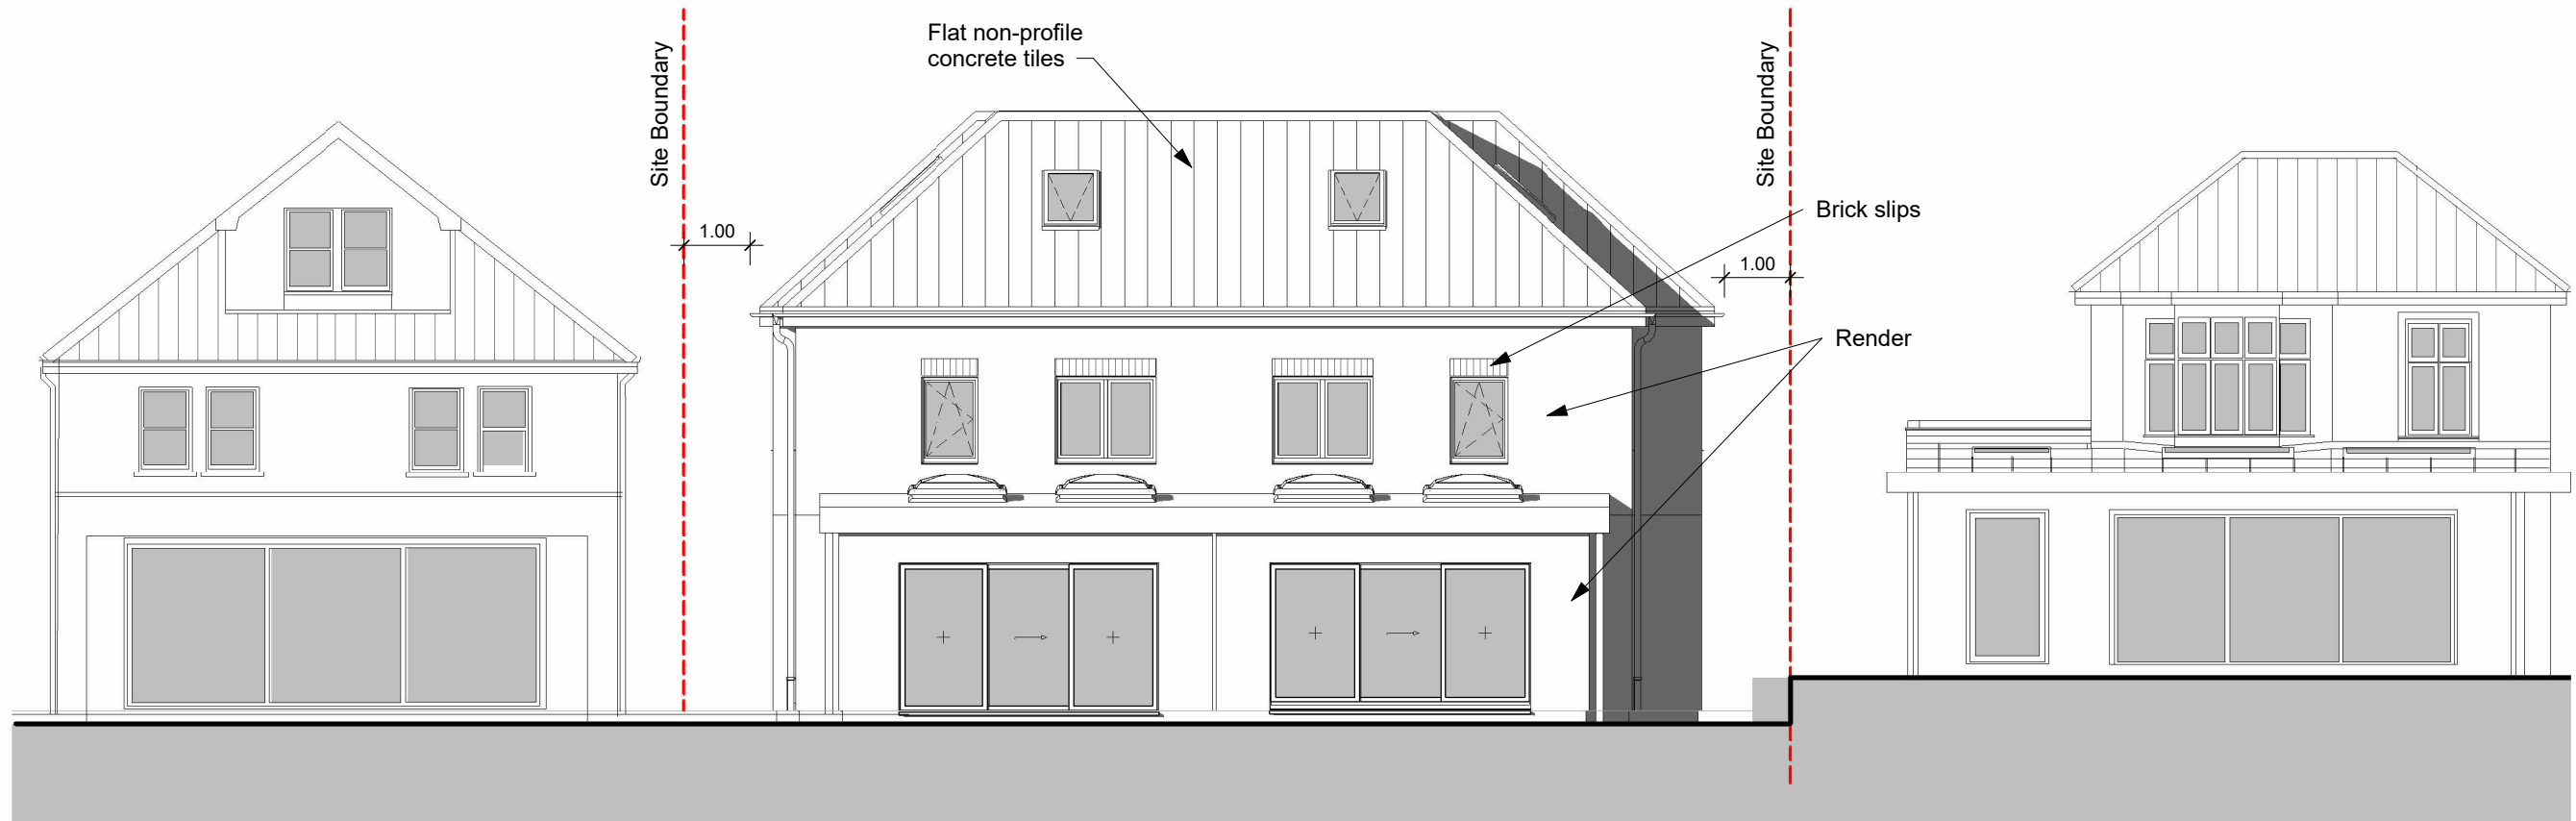 Flat non-profile
concrete tiles
Site Boundary
Site Boundary
1.00
Brick slips
1.00
Render